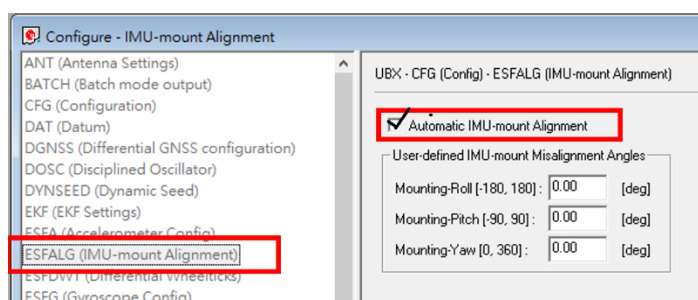 Configure - IMU-mount Alignment
ANT (Antenna Settings)
BATCH (Batch mode output)
CFG (Configuration)
DAT (Datum)
DGNSS (Differential GNSS configuration)
DOSC (Disciplined Oscillator)
DYNSEED (Dynamic Seed)
EKF (EKF Settings)
ESFA (Accelerometer Config)
ESFALG (IMU-mount Alignment)
ESFDWT (Differential Wheelticks)
ESFG (Gyroscope Config)
UBX - CFG (Config) - ESFALG (IMU-mount Alignment)
Automatic IMU-mount Alignment
User-defined IMU-mount Misalignment Angles
Mounting-Roll [-180, 180] : 0.00 [deg]
Mounting-Pitch [-90, 90] : 0.00 [deg]
Mounting-Yaw [0, 360] : 0.00 [deg]